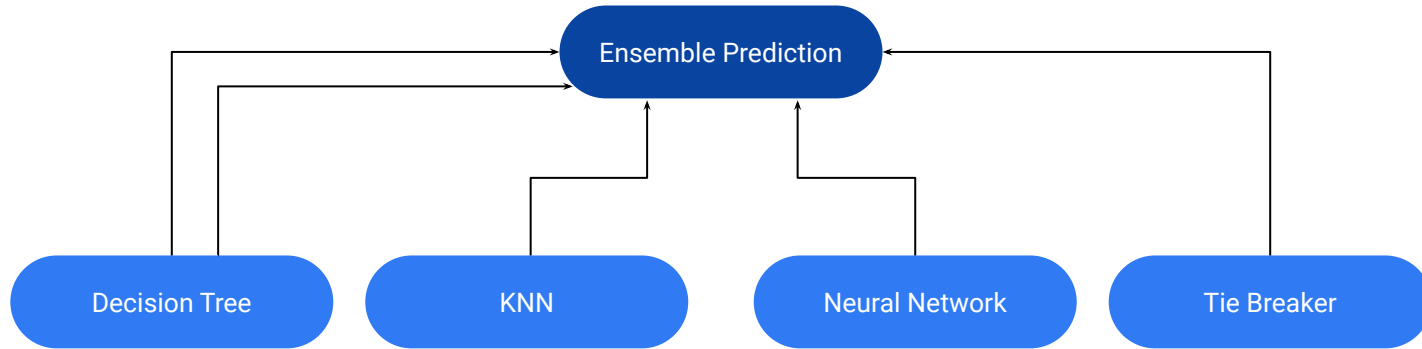 Ensemble Prediction
Decision Tree
KNN
Neural Network
Tie Breaker